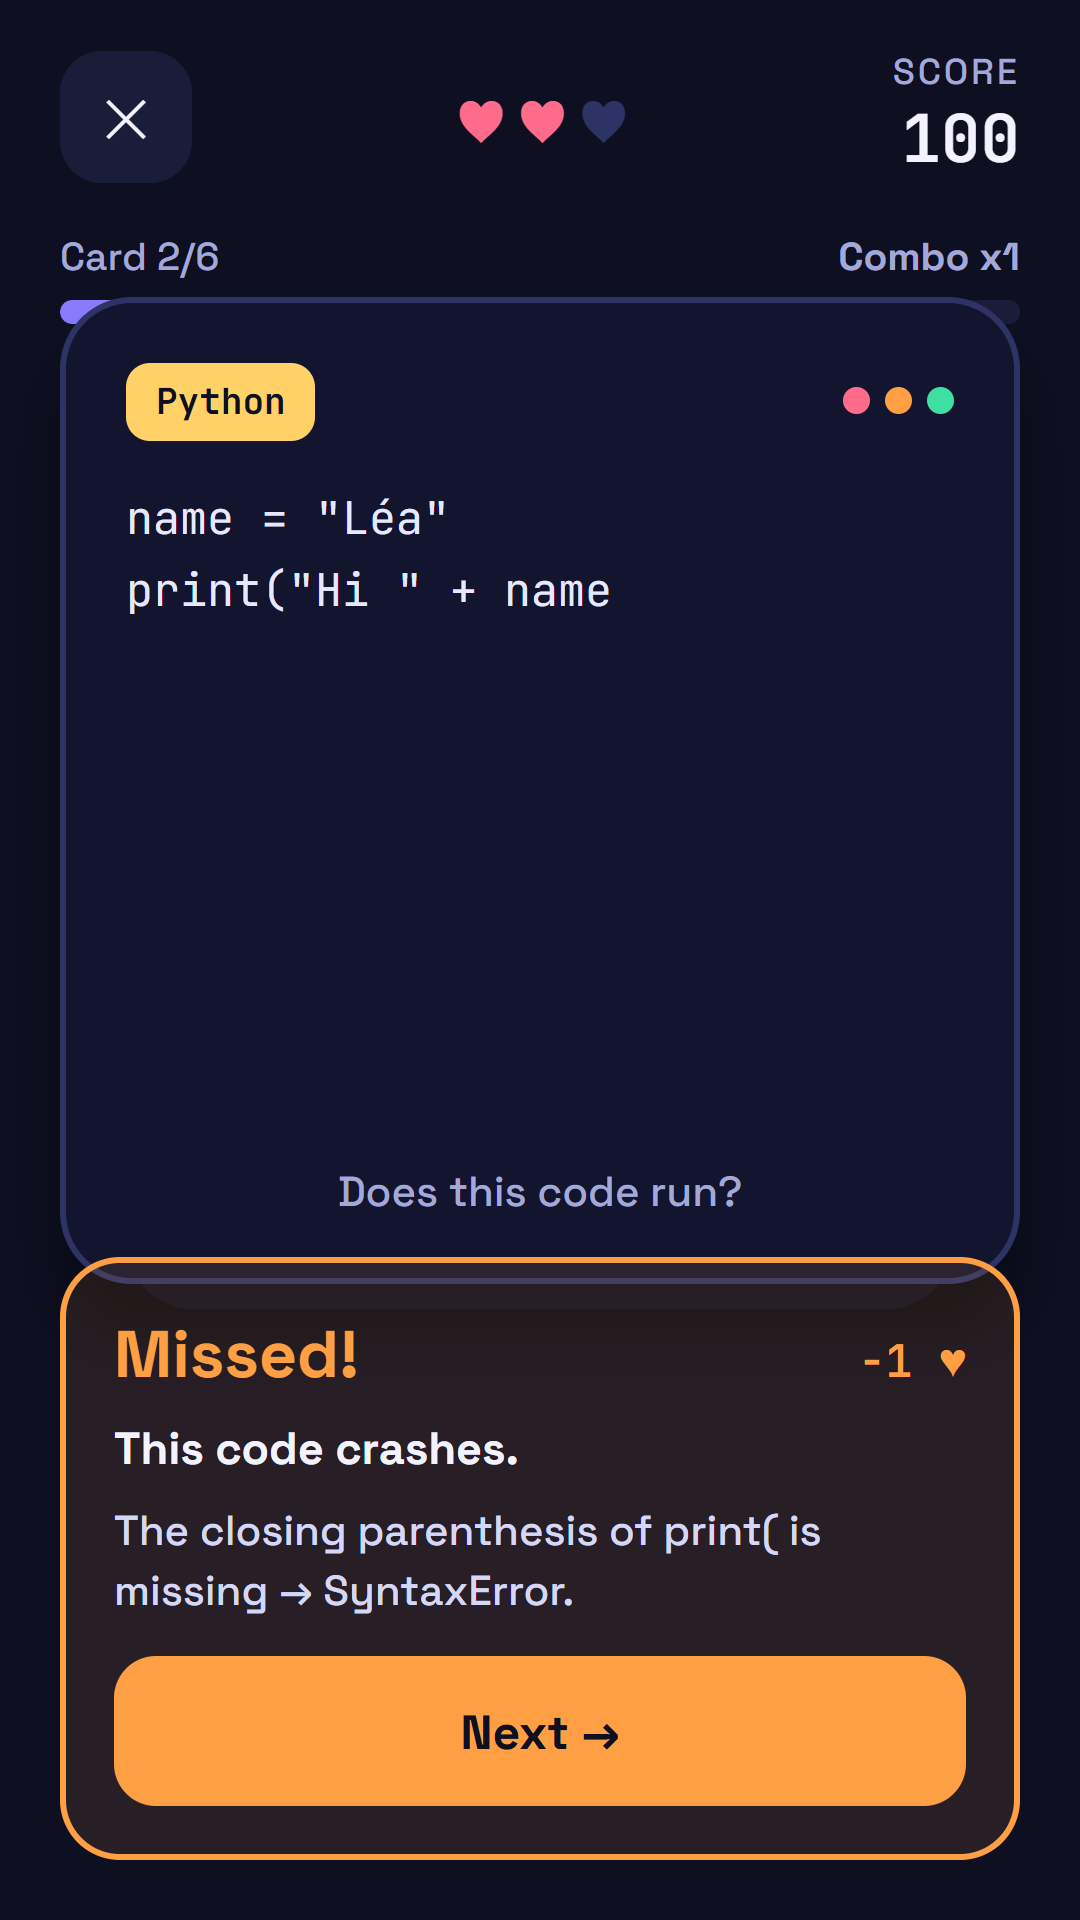 SCORE
100
Card 2/6
Combo x1
Python
name = "Léa"
print("Hi " + name
Does this code run?
Missed!
-1 ♥
This code crashes.
The closing parenthesis of print( is
missing → SyntaxError.
Next →